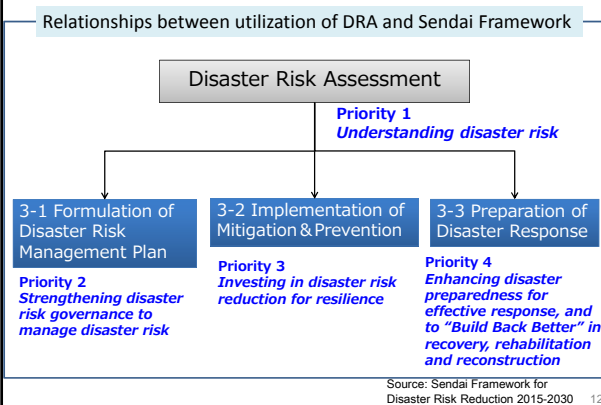 Relationships between utilization of DRA and Sendai Framework
Disaster Risk Assessment
Priority 1
Understanding disaster risk
3-1 Formulation of
Disaster Risk
Management Plan
Priority 2
Strengthening disaster
risk governance to
manage disaster risk
3-2 Implementation of
Mitigation & Prevention
Priority 3
Investing in disaster risk
reduction for resilience
3-3 Preparation of
Disaster Response
Priority 4
Enhancing disaster
preparedness for
effective response, and
to “Build Back Better” in
recovery, rehabilitation
and reconstruction
Source: Sendai Framework for
Disaster Risk Reduction 2015-2030 12